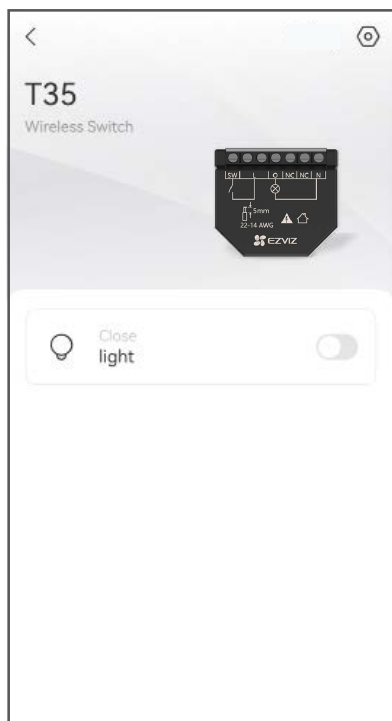 T35
Wireless Switch
SW L O NC NC N
5mm
22-14 AWG
EZVIZ
Close
light